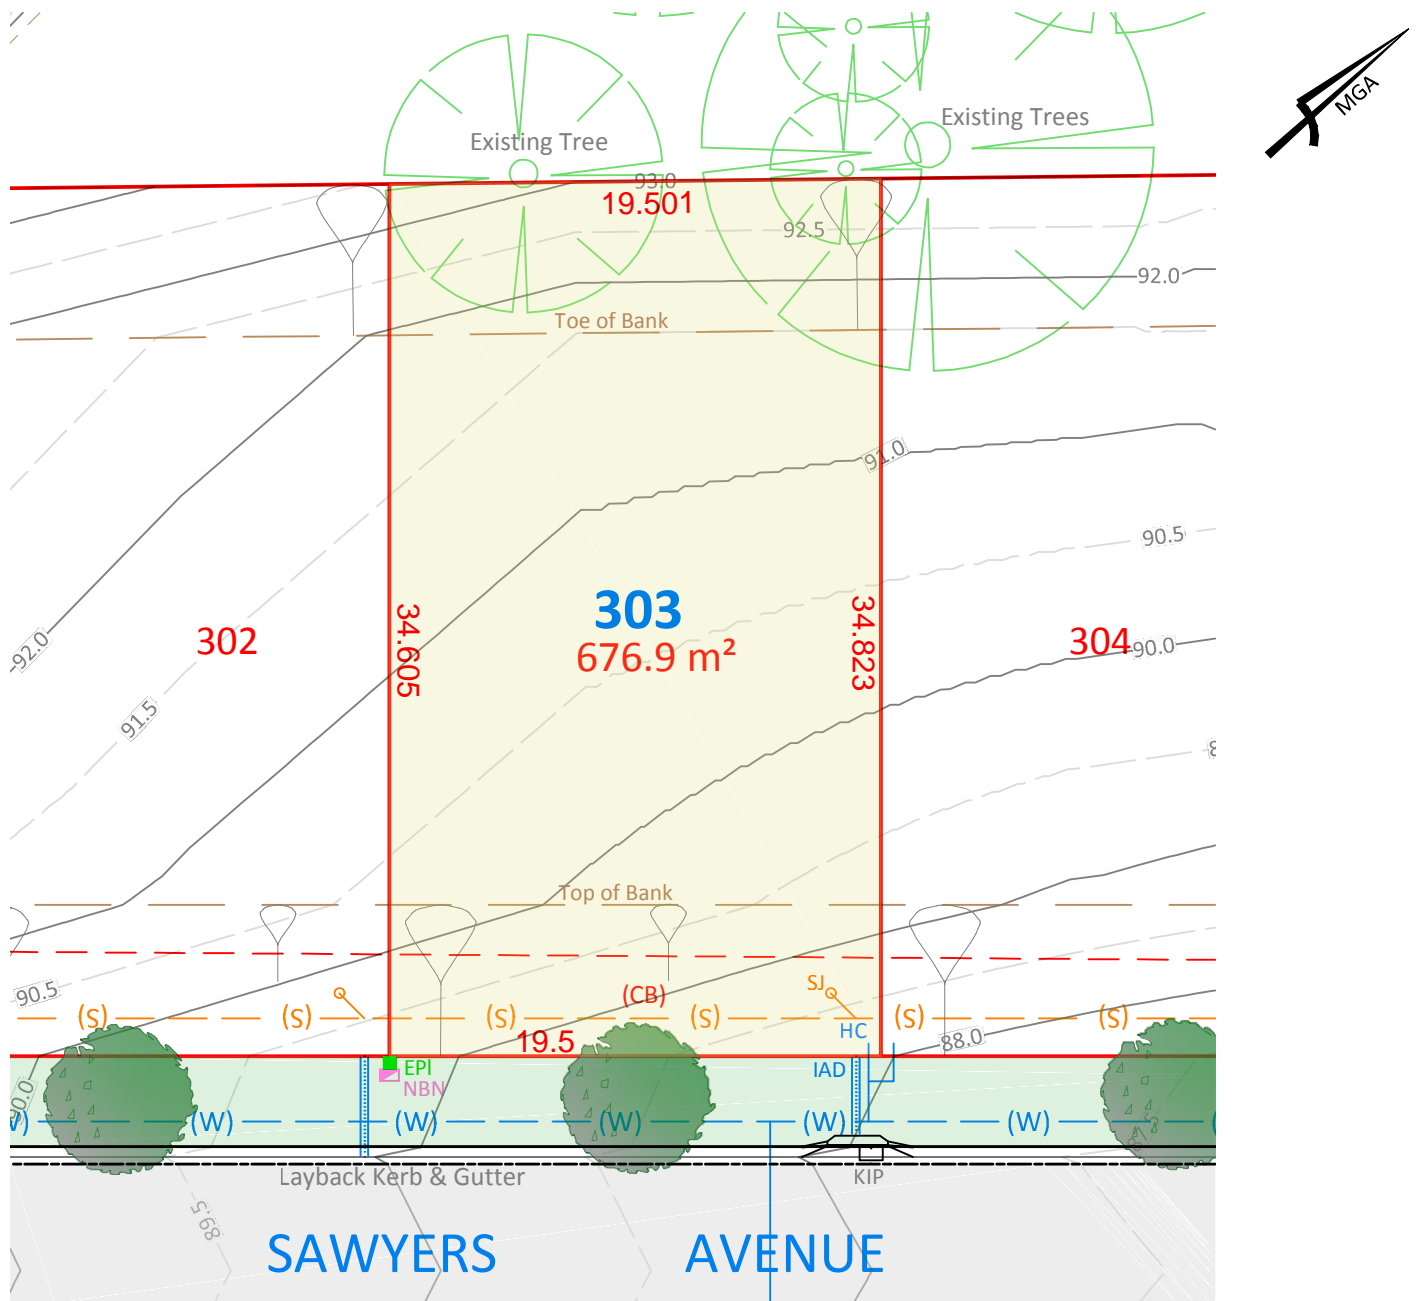 MGA
Existing Tree
Existing Trees
93.0
19.501
92.5
92.0
Toe of Bank
91.0
90.5
303
676.9 m²
34.605
34.823
302
304
90.0
92.0
91.5
Top of Bank
90.5
SJ
(CB)
(S)
(S)
(S)
(S)
(S)
(S)
HC
19.5
88.0
EPI
NBN
IAD
(W)
(W)
(W)
(W)
(W)
Layback Kerb & Gutter
KIP
89.5
SAWYERS AVENUE